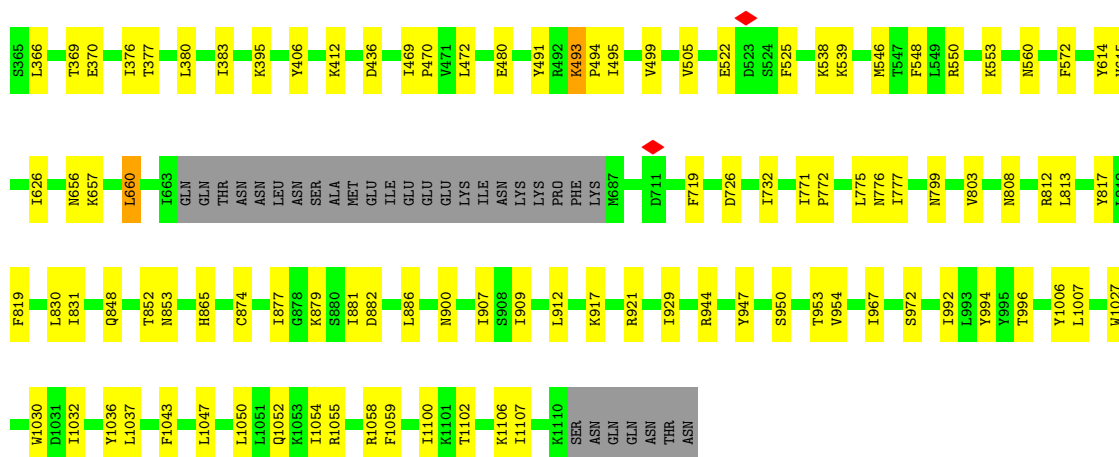 S365 L366 T369 E370 I376 T377 L380 I383 K395 Y406 K412 D436 I469 P470 V471 L472 E480 Y491 R492 K493 P494 I495 V499 V505 E522 D523 S524 F525 K538 K539 M546 T547 F548 L549 R550 K553 N560 F572 Y614
I626 N656 K657 L660 I663 GLN GLN THR ASN ASN LEU ASN SER ALA MET GLU ILE GLU GLU GLU LYS ILE ASN LYS LYS PRO PHE LYS M687 D711 F719 D726 I732 I771 P772 L775 N776 I777 N799 V803 N808 R812 L813 Y817
F819 L830 I831 Q848 T852 N853 H865 C874 I877 G878 K879 S880 I881 D882 L886 N900 I907 S908 I909 L912 K917 R921 I929 R944 Y947 S950 T953 V954 I967 S972 I992 L993 Y994 Y995 T996 Y1006 L1007 W1027
W1030 D1031 I1032 Y1036 L1037 F1043 L1047 L1050 L1051 Q1052 K1053 I1054 R1055 R1058 F1059 I1100 K1101 T1102 K1106 I1107 K1110 SER ASN GLN GLN ASN THR ASN